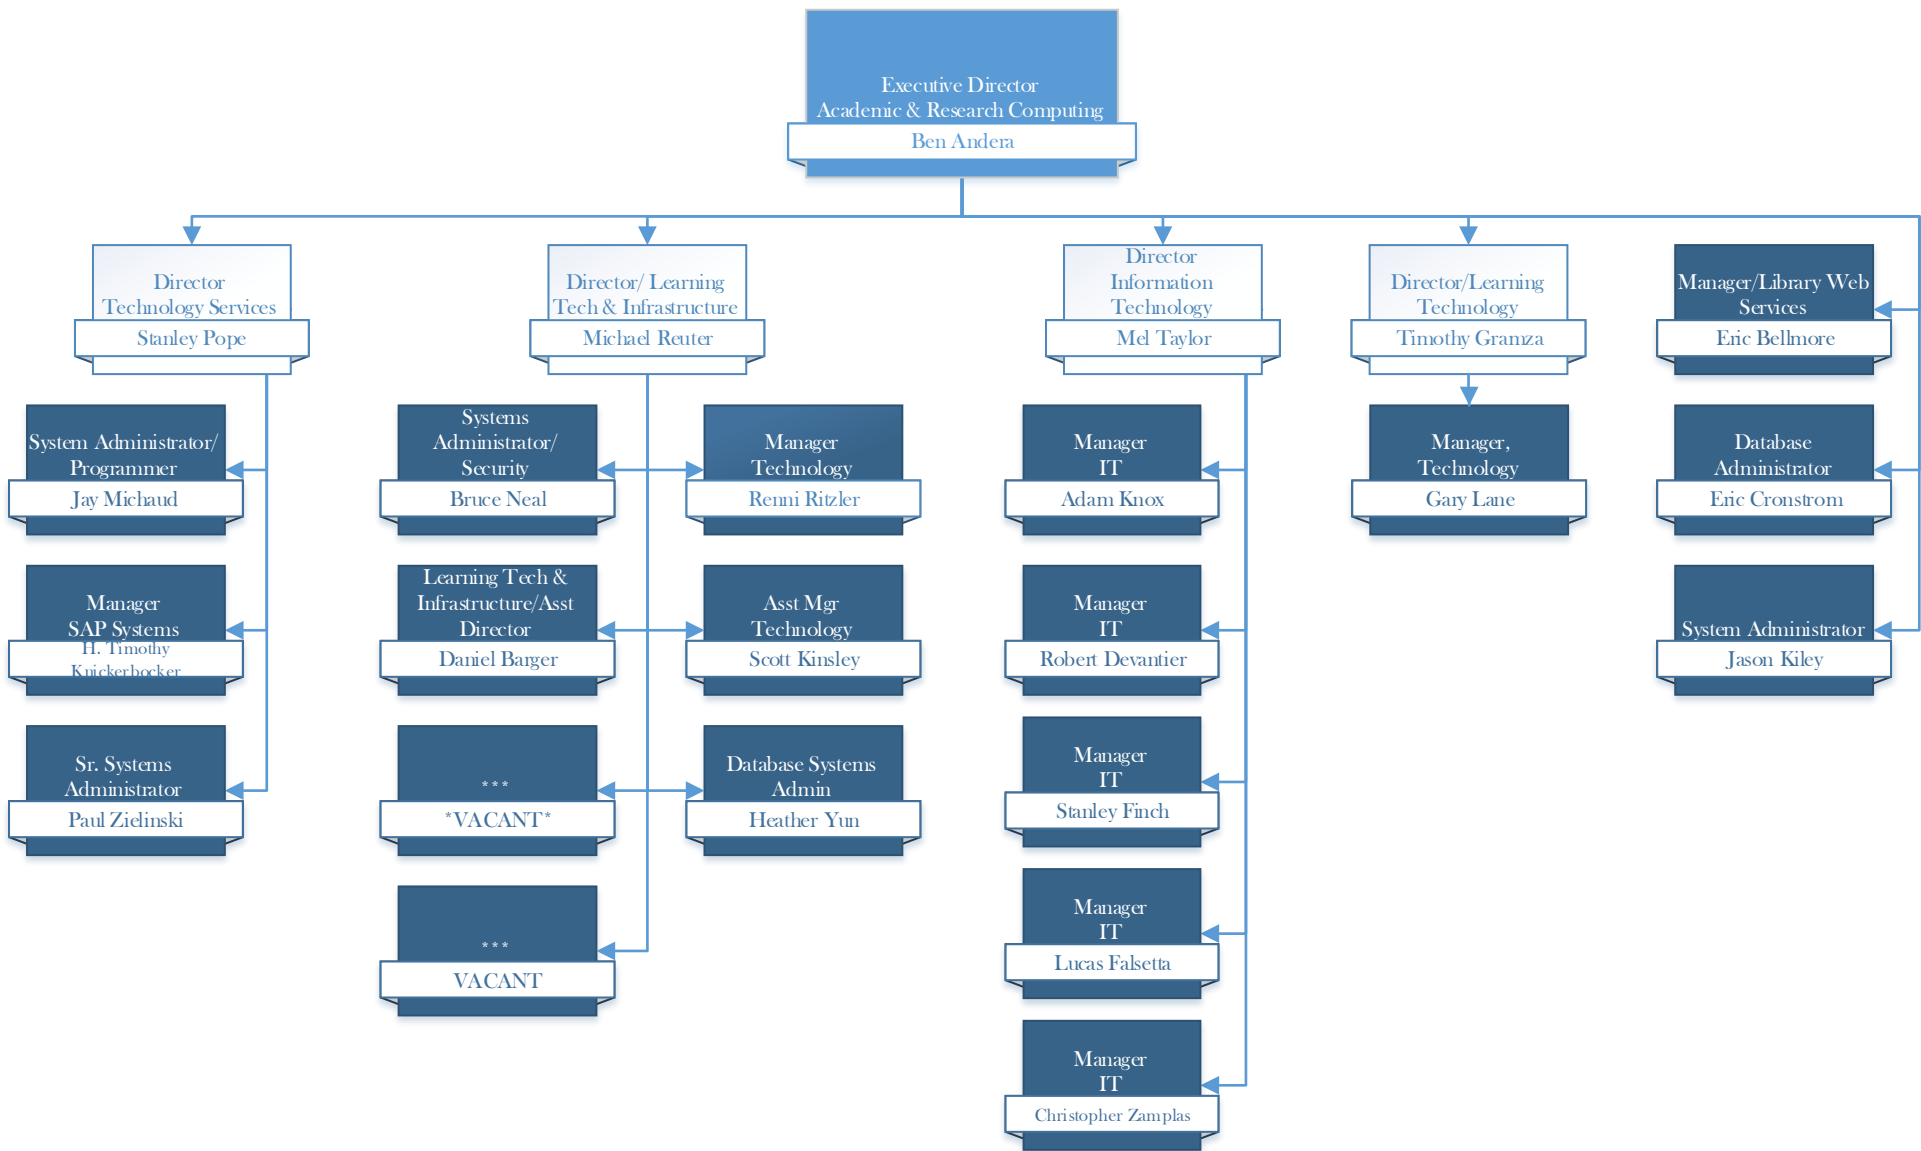 Executive Director
Academic & Research Computing
Ben Andera
Director
Technology Services
Stanley Pope
Director/ Learning
Tech & Infrastructure
Michael Reuter
Director
Information
Technology
Mel Taylor
Director/Learning
Technology
Timothy Gramza
Manager/Library Web
Services
Eric Bellmore
System Administrator/
Programmer
Jay Michaud
Systems
Administrator/
Security
Bruce Neal
Manager
Technology
Renni Ritzler
Manager
IT
Adam Knox
Manager,
Technology
Gary Lane
Database
Administrator
Eric Cronstrom
Manager
SAP Systems
H. Timothy
Knickerbocker
Learning Tech &
Infrastructure/Asst
Director
Daniel Barger
Asst Mgr
Technology
Scott Kinsley
Manager
IT
Robert Devantier
System Administrator
Jason Kiley
Sr. Systems
Administrator
Paul Zielinski
***
*VACANT*
Database Systems
Admin
Heather Yun
Manager
IT
Stanley Finch
***
VACANT
Manager
IT
Lucas Falsetta
Manager
IT
Christopher Zamplas